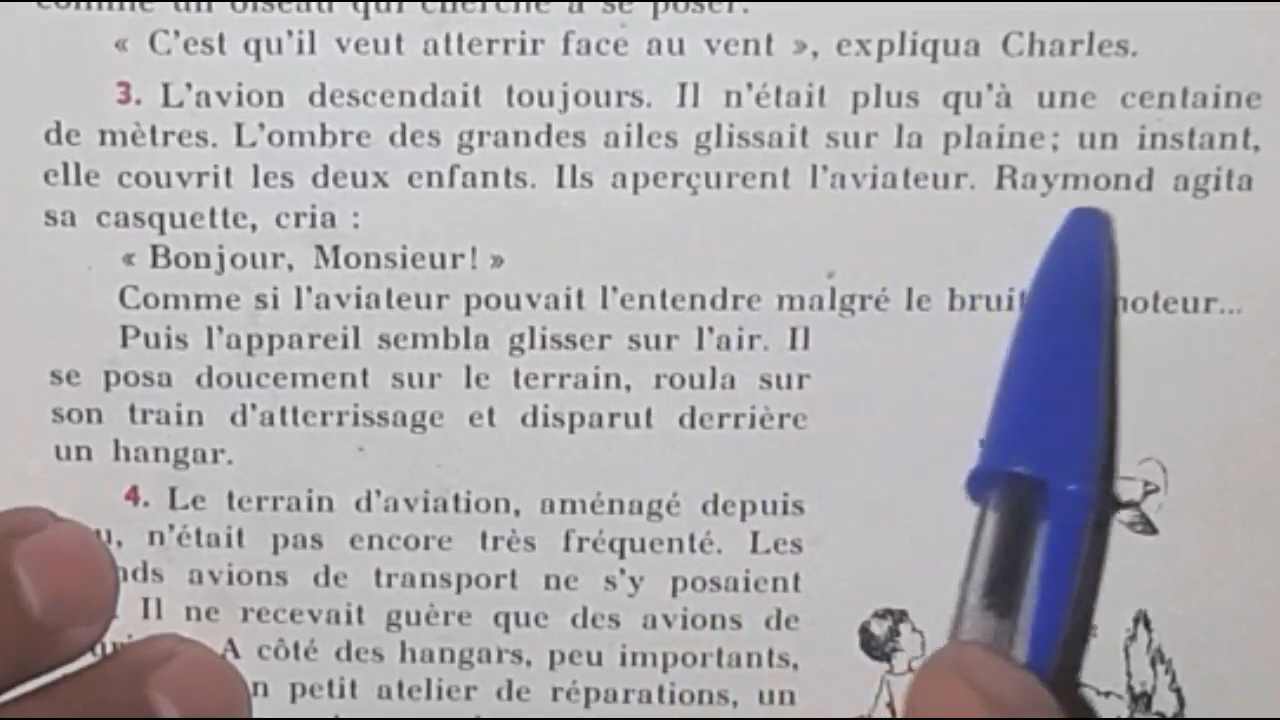 comme un oiseau qui cherche à se poser.
« C'est qu'il veut atterrir face au vent », expliqua Charles.
3. L'avion descendait toujours. Il n'était plus qu'à une centaine
de mètres. L'ombre des grandes ailes glissait sur la plaine; un instant,
elle couvrit les deux enfants. Ils aperçurent l'aviateur. Raymond agita
sa casquette, cria :
« Bonjour, Monsieur! »
Comme si l'aviateur pouvait l'entendre malgré le bruit
Puis l'appareil sembla glisser sur l'air. Il
se posa doucement sur le terrain, roula sur
son train d'atterrissage et disparut derrière
un hangar.
4. Le terrain d'aviation, aménagé depuis
n'était pas encore très fréquenté. Les
avions de transport ne s'y posaient
Il ne recevait guère que des avions de
A côté des hangars, peu importants,
petit atelier de réparations, un